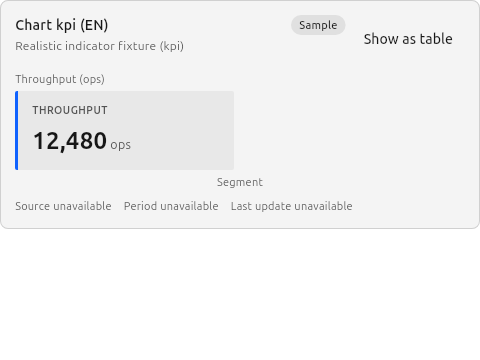 Chart kpi (EN)
Sample
Show as table
Realistic indicator fixture (kpi)
Throughput (ops)
THROUGHPUT
12,480 ops
Segment
Source unavailable Period unavailable Last update unavailable